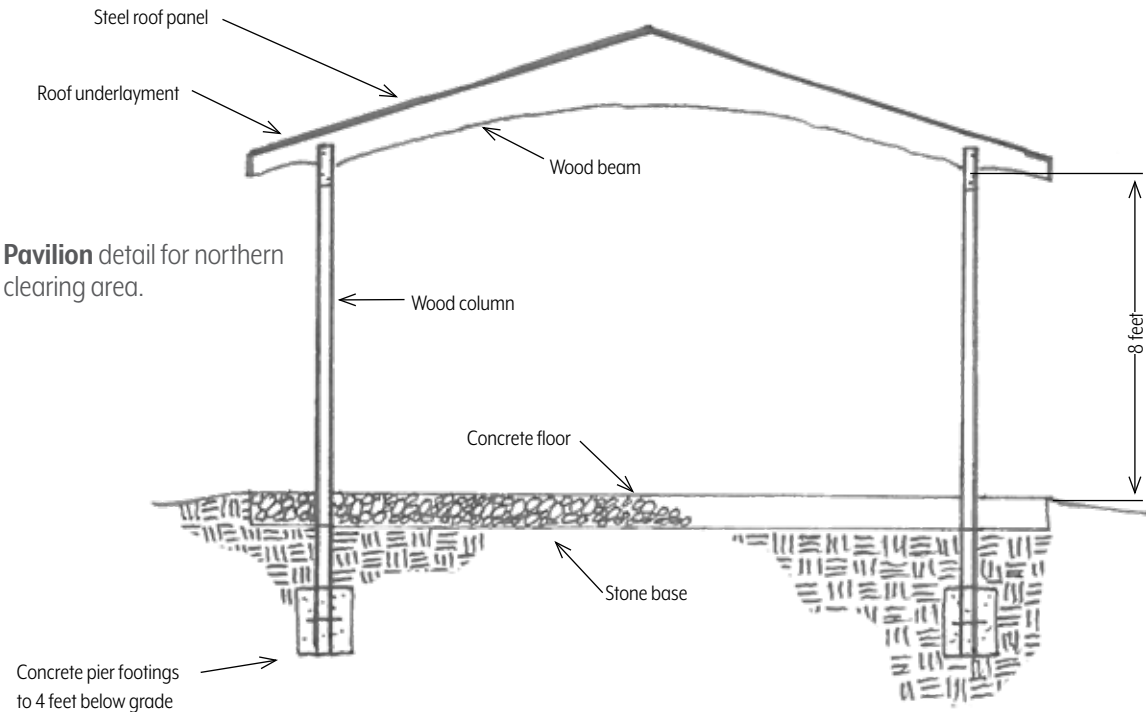 Steel roof panel
Roof underlayment
Wood beam
Pavilion detail for northern
clearing area.
Wood column
8 feet
Concrete floor
Stone base
Concrete pier footings
to 4 feet below grade